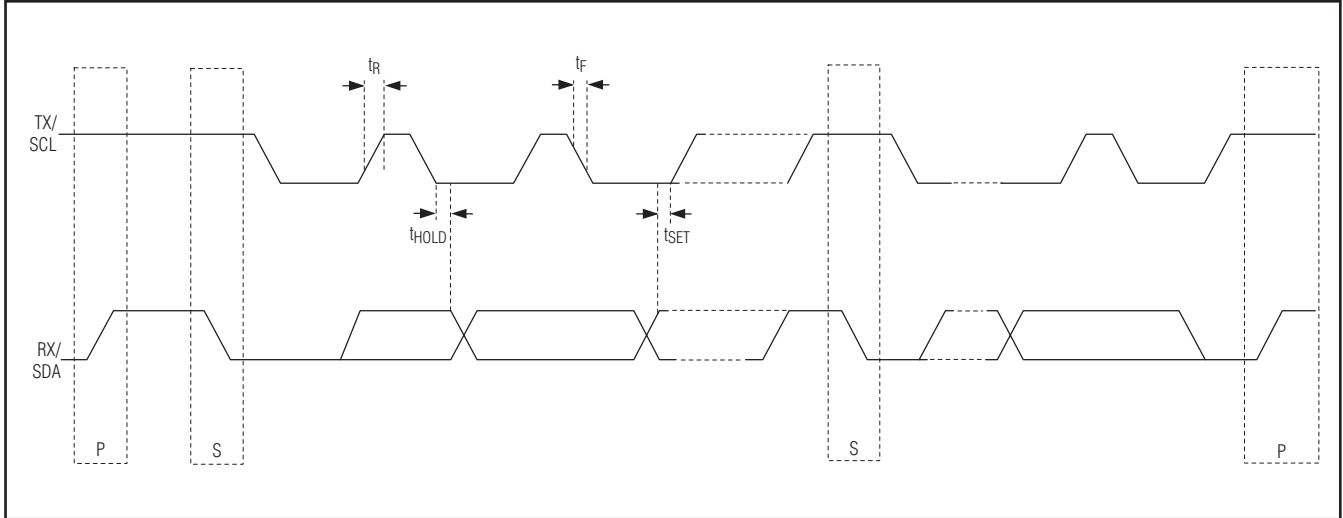 tR
tF
TX/
SCL
tHOLD
tSET
RX/
SDA
P
S
S
P